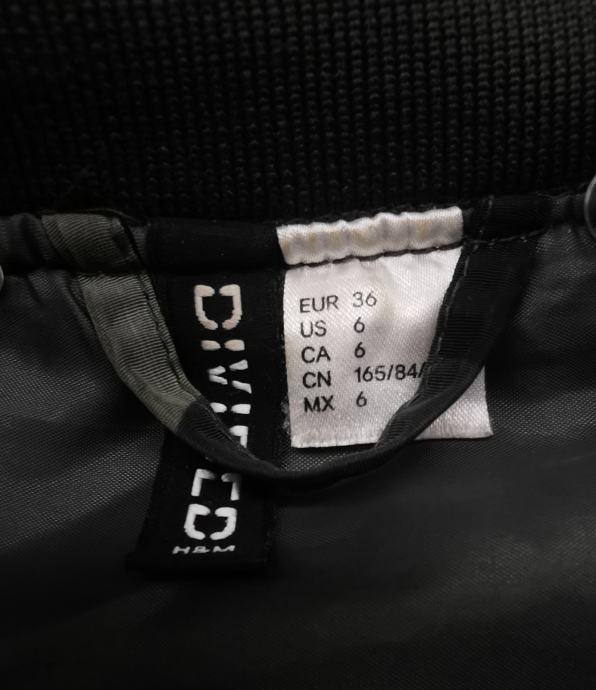 DIVIDED
H&M
EUR 36
US 6
CA 6
CN 165/84/
MX 6